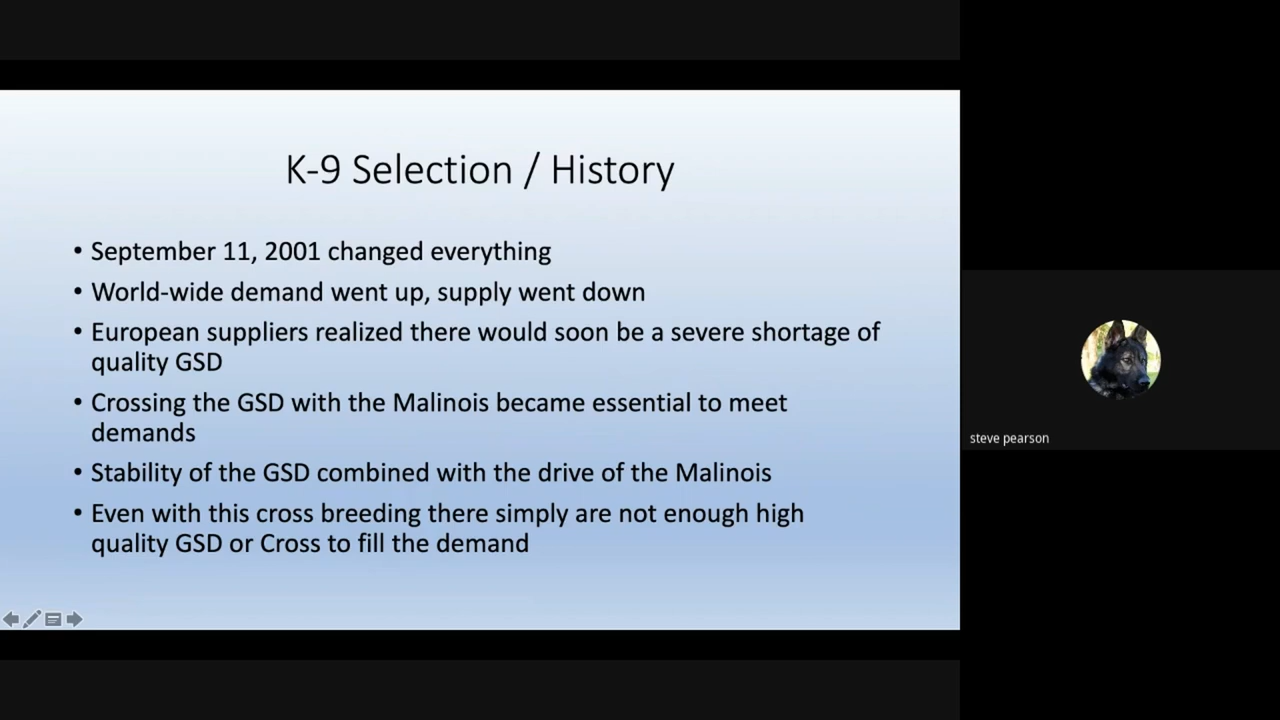 K-9 Selection / History
• September 11, 2001 changed everything
• World-wide demand went up, supply went down
• European suppliers realized there would soon be a severe shortage of
quality GSD
• Crossing the GSD with the Malinois became essential to meet
demands
• Stability of the GSD combined with the drive of the Malinois
• Even with this cross breeding there simply are not enough high
quality GSD or Cross to fill the demand
steve pearson